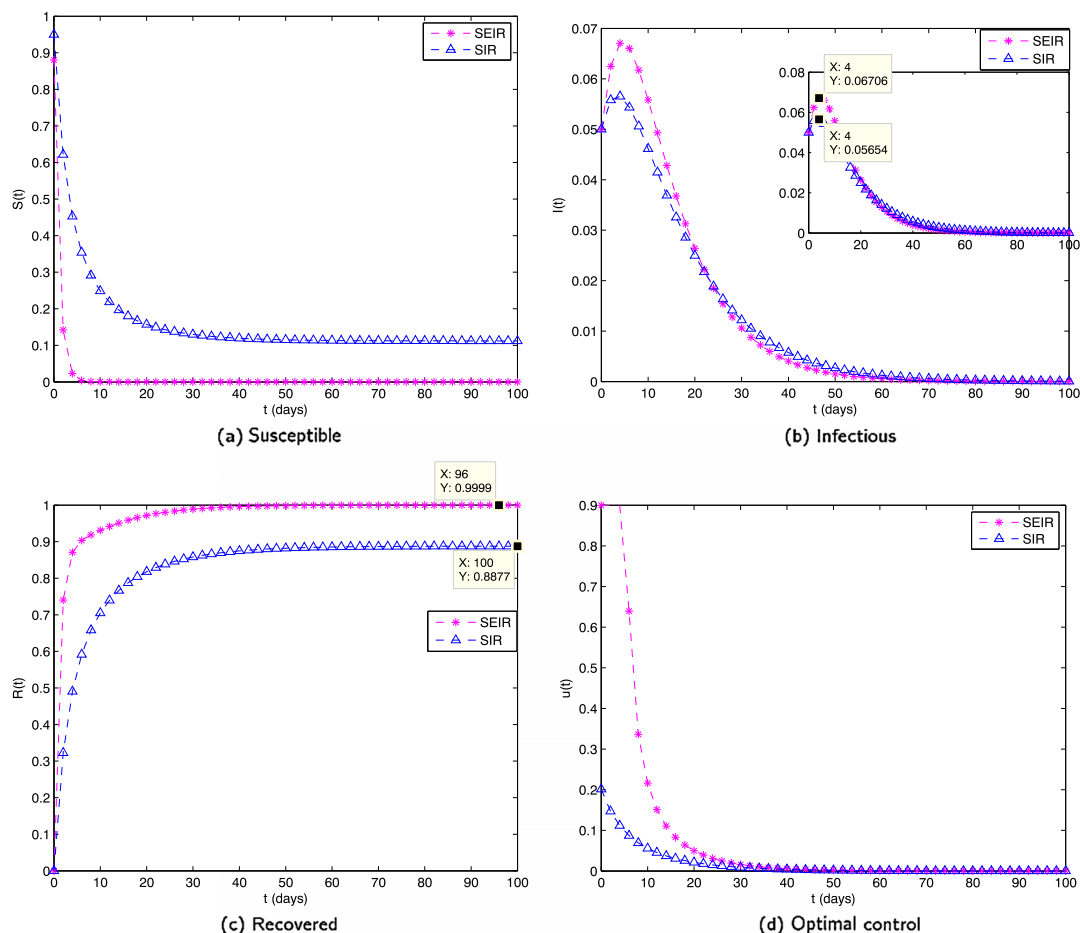 SEIR
SIR
1
0.9
0.8
0.7
0.6
0.5
0.4
0.3
0.2
0.1
0
S(t)
0 10 20 30 40 50 60 70 80 90 100
t (days)
(a) Susceptible
SEIR
SIR
0.07
0.06
0.05
0.04
0.03
0.02
0.01
0
I(t)
X: 4
Y: 0.06706
X: 4
Y: 0.05654
0.08
0.06
0.04
0.02
0
0 20 40 60 80 100
0 10 20 30 40 50 60 70 80 90 100
t (days)
(b) Infectious
X: 96
Y: 0.9999
X: 100
Y: 0.8877
SEIR
SIR
1
0.9
0.8
0.7
0.6
0.5
0.4
0.3
0.2
0.1
0
R(t)
0 10 20 30 40 50 60 70 80 90 100
t (days)
(c) Recovered
SEIR
SIR
0.9
0.8
0.7
0.6
0.5
0.4
0.3
0.2
0.1
0
u(t)
0 10 20 30 40 50 60 70 80 90 100
t (days)
(d) Optimal control